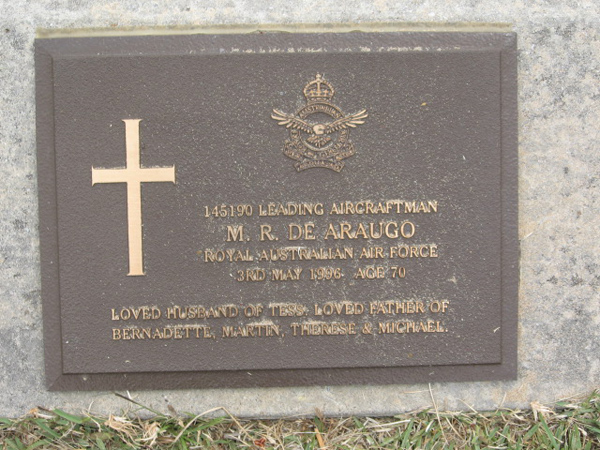 145190 LEADING AIRCRAFTMAN
M. R. DE ARAUGO
ROYAL AUSTRALIAN AIR FORCE
3RD MAY 1996 AGE 70
LOVED HUSBAND OF TESS. LOVED FATHER OF
BERNADETTE, MARTIN, THERESE & MICHAEL.